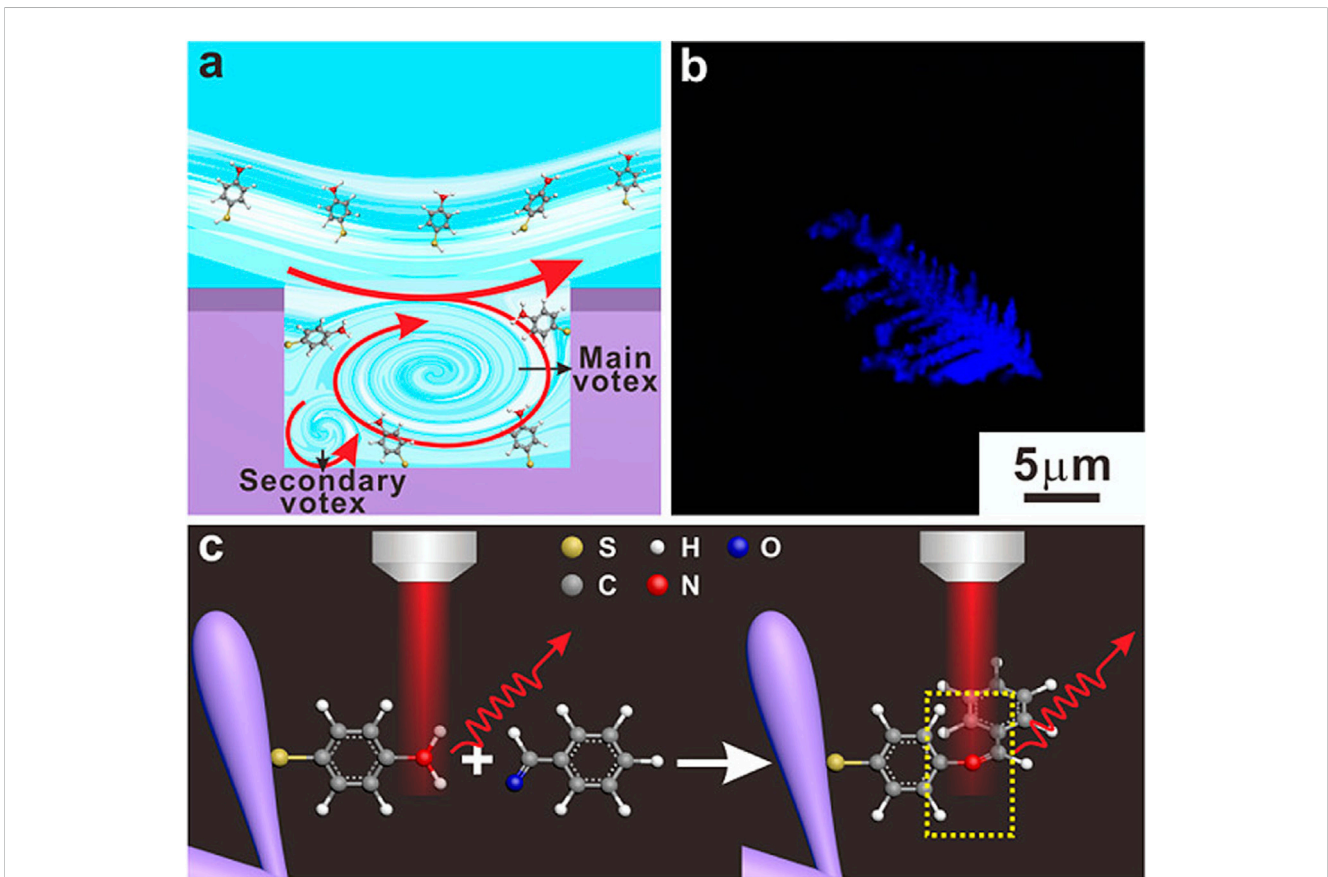 a
b
Main
votex
Secondary
votex
5μm
c
S H O
C N